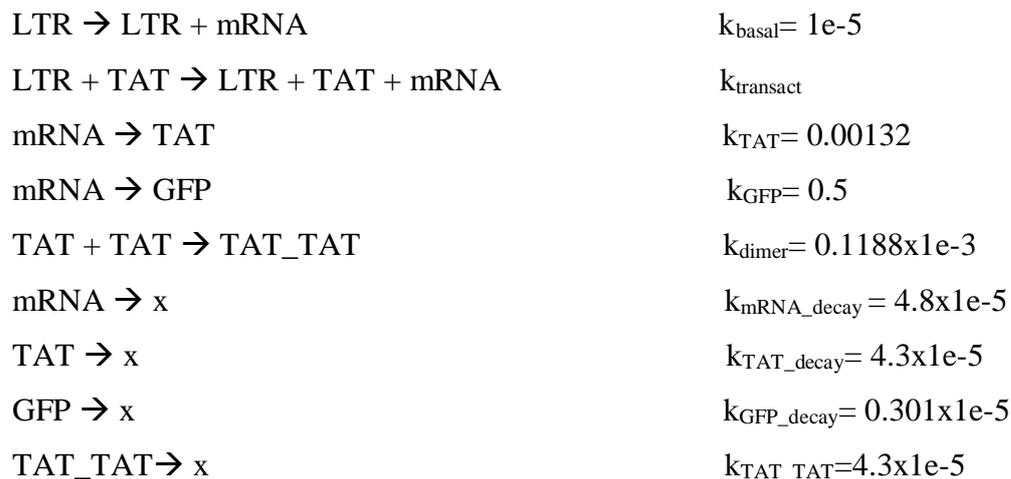 LTR → LTR + mRNA k_basal= 1e-5
LTR + TAT → LTR + TAT + mRNA k_transact
mRNA → TAT k_TAT= 0.00132
mRNA → GFP k_GFP= 0.5
TAT + TAT → TAT_TAT k_dimer= 0.1188x1e-3
mRNA → x k_mRNA_decay = 4.8x1e-5
TAT → x k_TAT_decay= 4.3x1e-5
GFP → x k_GFP_decay= 0.301x1e-5
TAT_TAT→ x k_TAT_TAT=4.3x1e-5